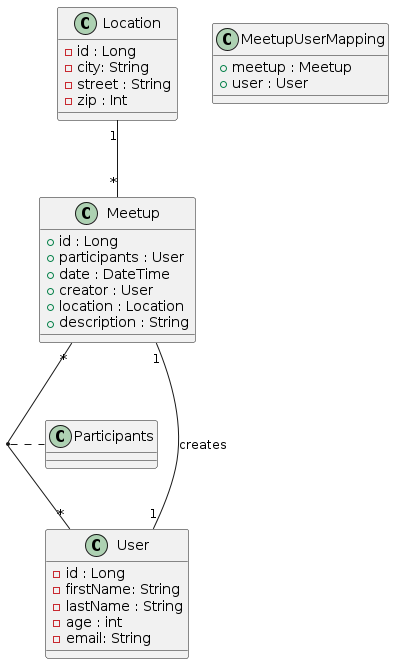 C Location
id : Long
city: String
street : String
zip : Int
C MeetupUserMapping
meetup : Meetup
user : User
1
*
C Meetup
id : Long
participants : User
date : DateTime
creator : User
location : Location
description : String
* 1
C Participants
creates
* 1
C User
id : Long
firstName: String
lastName : String
age : int
email: String